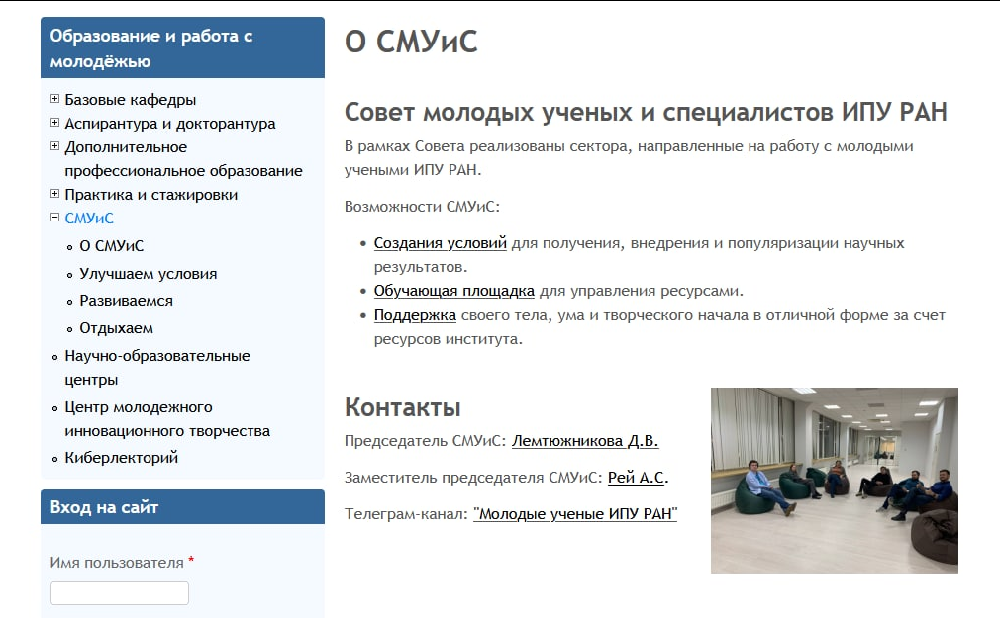 Образование и работа с
молодёжью
Базовые кафедры
Аспирантура и докторантура
Дополнительное
профессиональное образование
Практика и стажировки
СМУиС
О СМУиС
Улучшаем условия
Развиваемся
Отдыхаем
Научно-образовательные
центры
Центр молодежного
инновационного творчества
Киберлекторий
Вход на сайт
Имя пользователя *
О СМУиС
Совет молодых ученых и специалистов ИПУ РАН
В рамках Совета реализованы сектора, направленные на работу с молодыми
учеными ИПУ РАН.
Возможности СМУиС:
Создания условий для получения, внедрения и популяризации научных
результатов.
Обучающая площадка для управления ресурсами.
Поддержка своего тела, ума и творческого начала в отличной форме за счет
ресурсов института.
Контакты
Председатель СМУиС: Лемтюжникова Д.В.
Заместитель председателя СМУиС: Рей А.С.
Телеграм-канал: "Молодые ученые ИПУ РАН"